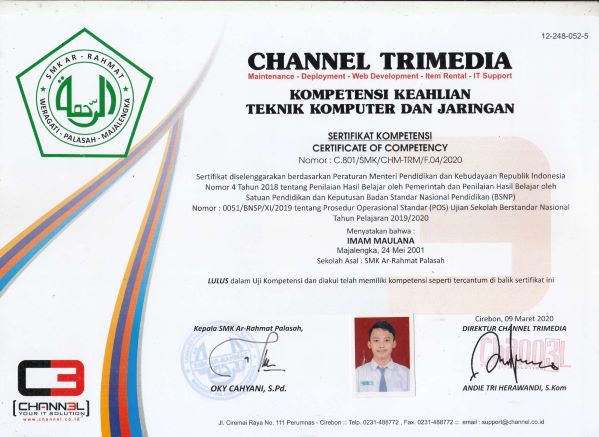 12-248-052-5
SMK AR - RAHMAT
WERAGATI - PALASAH - MAJALENGKA
CHANNEL TRIMEDIA
Maintenance - Deployment - Web Development - Item Rental - IT Support
KOMPETENSI KEAHLIAN
TEKNIK KOMPUTER DAN JARINGAN
SERTIFIKAT KOMPETENSI
CERTIFICATE OF COMPETENCY
Nomor : C.801/SMK/CHM-TRM/F.04/2020
Sertifikat diselenggarakan berdasarkan Peraturan Menteri Pendidikan dan Kebudayaan Republik Indonesia
Nomor 4 Tahun 2018 tentang Penilaian Hasil Belajar oleh Pemerintah dan Penilaian Hasil Belajar oleh
Satuan Pendidikan dan Keputusan Badan Standar Nasional Pendidikan (BSNP)
Nomor : 0051/BNSP/XI/2019 tentang Prosedur Operasional Standar (POS) Ujian Sekolah Berstandar Nasional
Tahun Pelajaran 2019/2020
Menyatakan bahwa :
IMAM MAULANA
Majalengka, 24 Mei 2001
Sekolah Asal : SMK Ar-Rahmat Palasah
LULUS dalam Uji Kompetensi dan diakui telah memiliki kompetensi seperti tercantum di balik sertifikat ini
Cirebon, 09 Maret 2020
Kepala SMK Ar-Rahmat Palasah,
DIREKTUR CHANNEL TRIMEDIA
OKY CAHYANI, S.Pd.
ANDIE TRI HERAWANDI, S.Kom
C3
[CHANN3L]
YOUR IT SOLUTION
www.channel.co.id
Jl. Ciremai Raya No. 111 Perumnas - Cirebon :: Telp. 0231-488772 , Fax. 0231-488772 :: email : support@channel.co.id